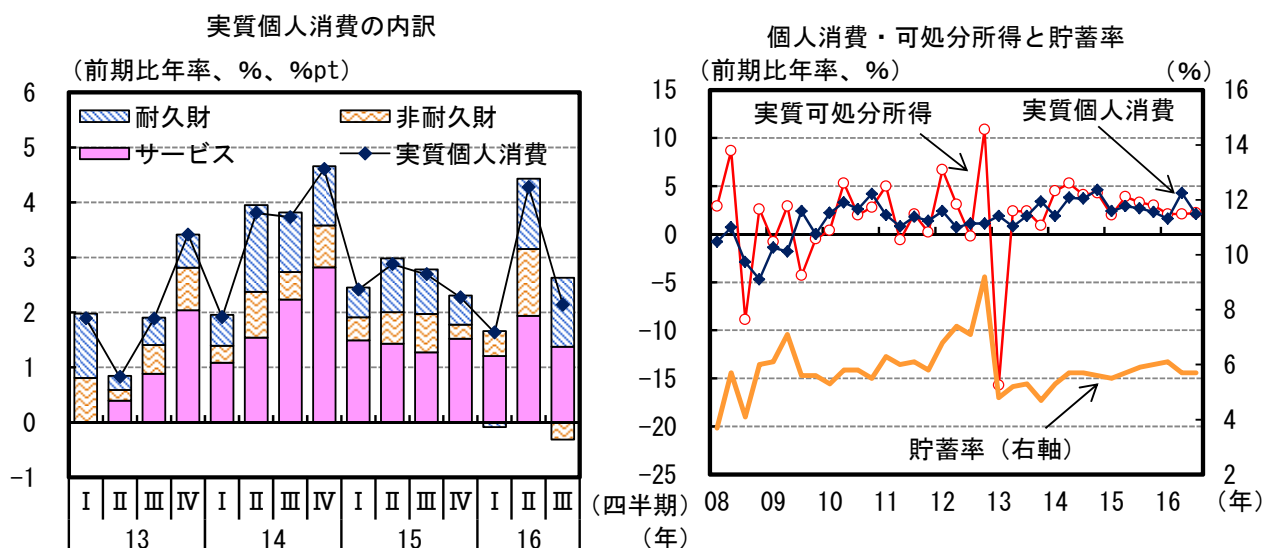 実質個人消費の内訳
（前期比年率、%、%pt）
6
5
4
3
2
1
0
-1
耐久財
非耐久財
サービス
実質個人消費
Ⅰ Ⅱ Ⅲ Ⅳ Ⅰ Ⅱ Ⅲ Ⅳ Ⅰ Ⅱ Ⅲ Ⅳ Ⅰ Ⅱ Ⅲ
（四半期）
13 14 15 16
（年）
個人消費・可処分所得と貯蓄率
（前期比年率、%）
（%）
15
10
5
0
-5
-10
-15
-20
-25
16
14
12
10
8
6
4
2
実質可処分所得
実質個人消費
貯蓄率（右軸）
08 09 10 11 12 13 14 15 16
（年）